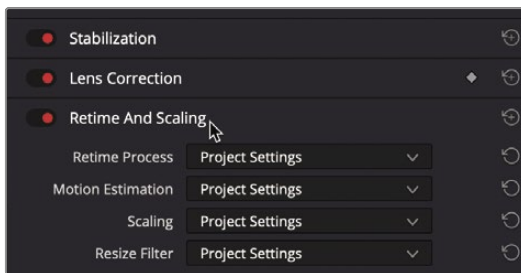 Stabilization
Lens Correction
Retime And Scaling
Retime Process Project Settings
Motion Estimation Project Settings
Scaling Project Settings
Resize Filter Project Settings